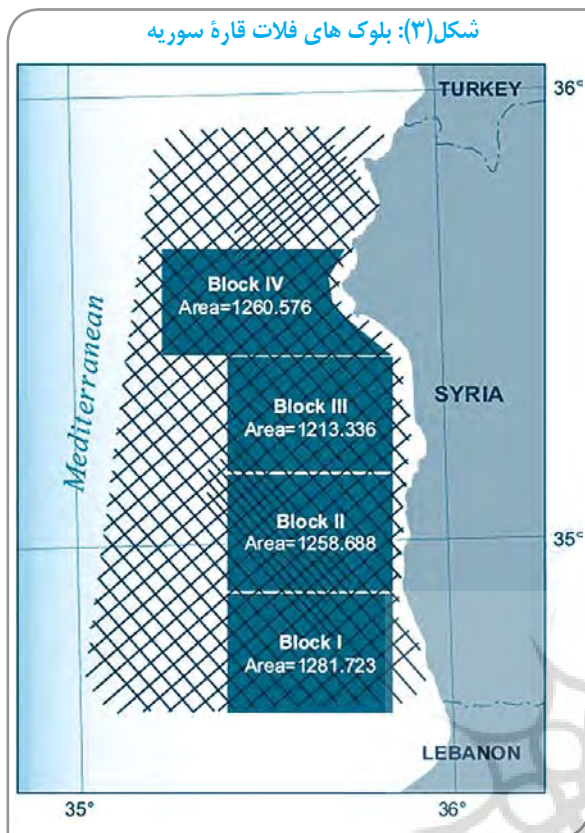 شکل(۳): بلوک های فلات قارهٔ سوریه
TURKEY
36°
Block IV
Area=1260.576
Mediterranean
Block III
Area=1213.336
SYRIA
Block II
Area=1258.688
35°
Block I
Area=1281.723
LEBANON
35°
36°